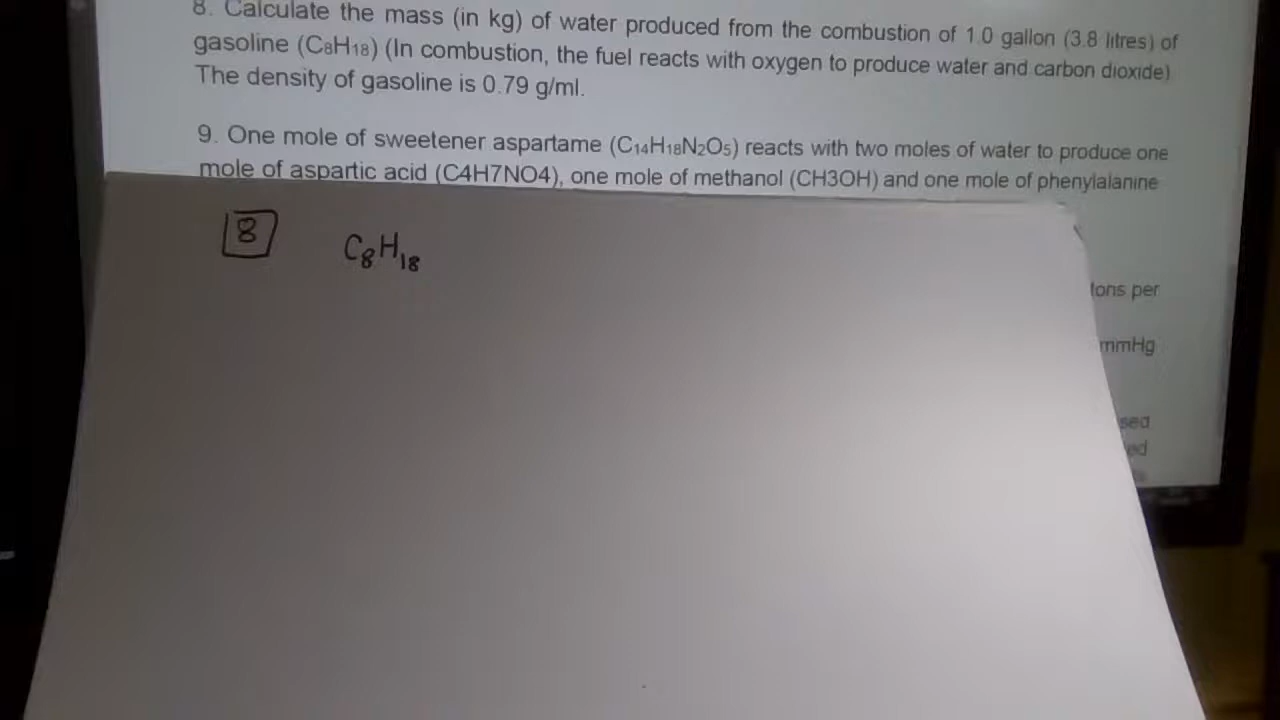 8. Calculate the mass (in kg) of water produced from the combustion of 1.0 gallon (3.8 litres) of
gasoline (C₈H₁₈) (In combustion, the fuel reacts with oxygen to produce water and carbon dioxide)
The density of gasoline is 0.79 g/ml.
9. One mole of sweetener aspartame (C₁₄H₁₈N₂O₅) reacts with two moles of water to produce one
mole of aspartic acid (C4H7NO4), one mole of methanol (CH3OH) and one mole of phenylalanine
8 C₈H₁₈
tons per
mmHg
sed
ed